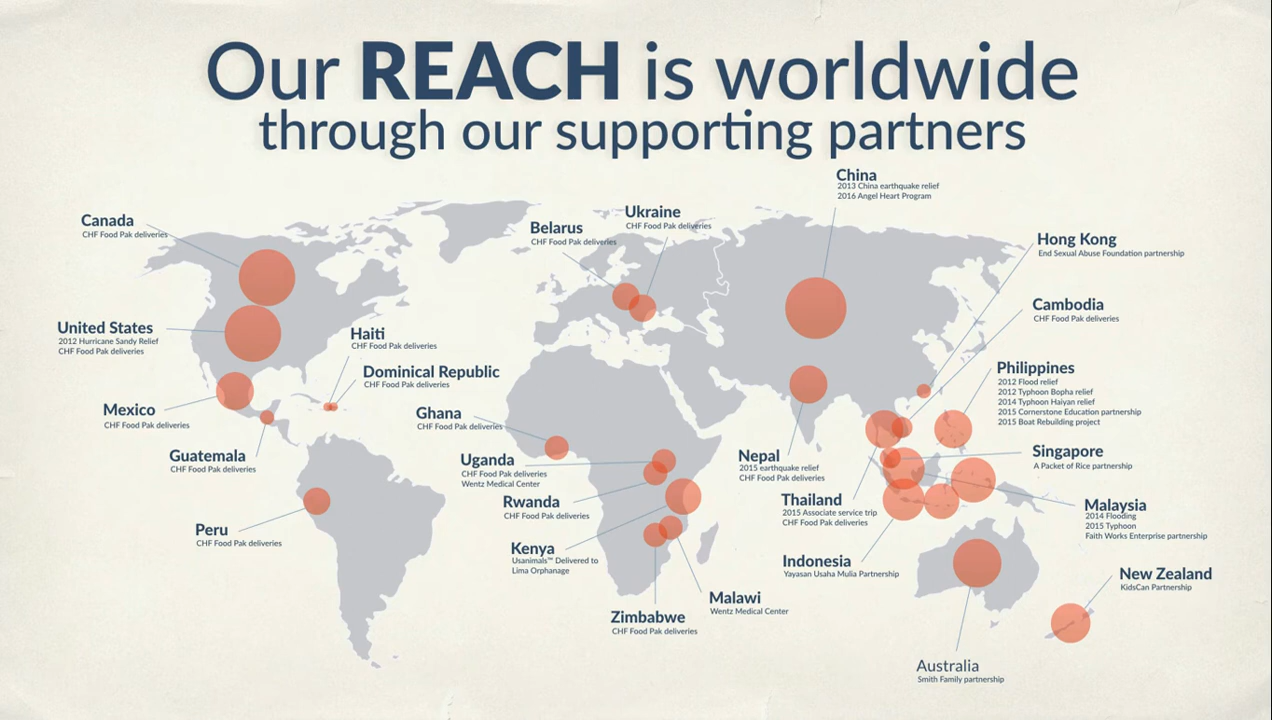 Our REACH is worldwide
through our supporting partners
China
2013 China earthquake relief
2016 Angel Heart Program
Canada
CHF Food Pak deliveries
Belarus
CHF Food Pak deliveries
Ukraine
CHF Food Pak deliveries
Hong Kong
End Sexual Abuse Foundation partnership
United States
2012 Hurricane Sandy Relief
CHF Food Pak deliveries
Haiti
CHF Food Pak deliveries
Cambodia
CHF Food Pak deliveries
Dominical Republic
CHF Food Pak deliveries
Philippines
2012 Flood relief
2012 Typhoon Bopha relief
2014 Typhoon Haiyan relief
2015 Cornerstone Education partnership
2015 Boat Rebuilding project
Mexico
CHF Food Pak deliveries
Ghana
CHF Food Pak deliveries
Guatemala
CHF Food Pak deliveries
Uganda
CHF Food Pak deliveries
Wentz Medical Center
Nepal
2015 earthquake relief
CHF Food Pak deliveries
Singapore
A Packet of Rice partnership
Rwanda
CHF Food Pak deliveries
Thailand
2015 Associate service trip
CHF Food Pak deliveries
Malaysia
2014 Flooding
2015 Typhoon
Faith Works Enterprise partnership
Peru
CHF Food Pak deliveries
Kenya
Usanimals™ Delivered to
Lima Orphanage
Indonesia
Yayasan Usaha Mulia Partnership
New Zealand
KidsCan Partnership
Malawi
Wentz Medical Center
Zimbabwe
CHF Food Pak deliveries
Australia
Smith Family partnership